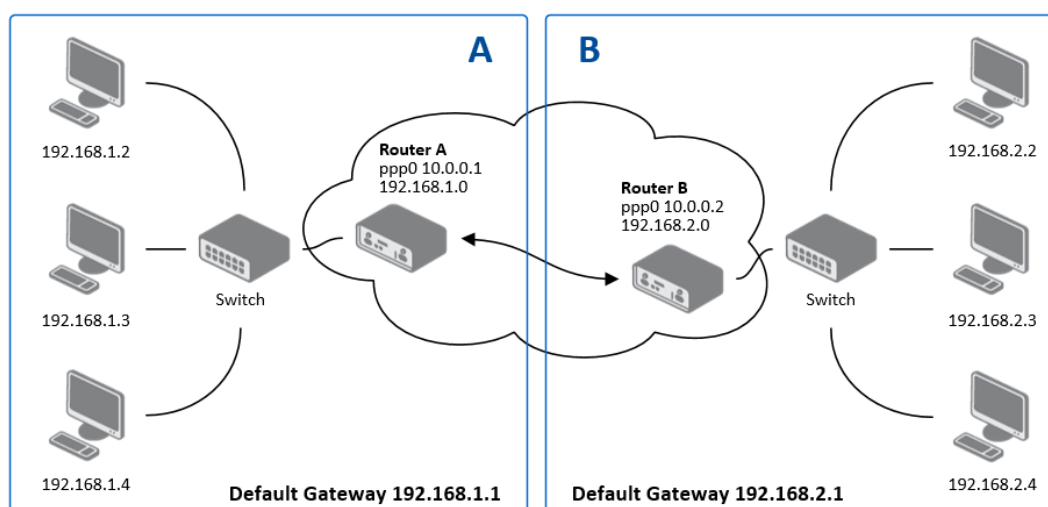 A
B
192.168.1.2
192.168.1.3
192.168.1.4
Switch
Router A
ppp0 10.0.0.1
192.168.1.0
Router B
ppp0 10.0.0.2
192.168.2.0
Switch
192.168.2.2
192.168.2.3
192.168.2.4
Default Gateway 192.168.1.1
Default Gateway 192.168.2.1